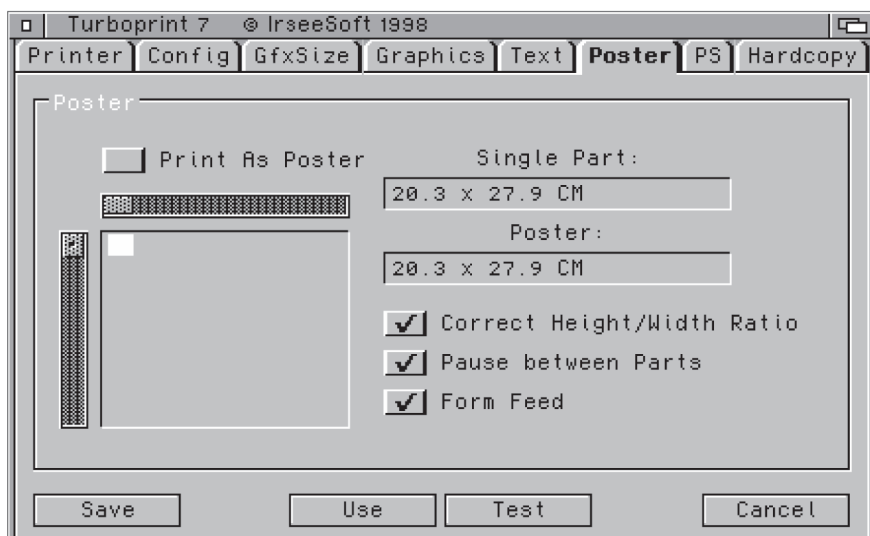 Turboprint 7 © IrseeSoft 1998
Printer Config GfxSize Graphics Text Poster PS Hardcopy
Poster
Print As Poster
Single Part:
20.3 x 27.9 CM
Poster:
20.3 x 27.9 CM
Correct Height/Width Ratio
Pause between Parts
Form Feed
Save Use Test Cancel